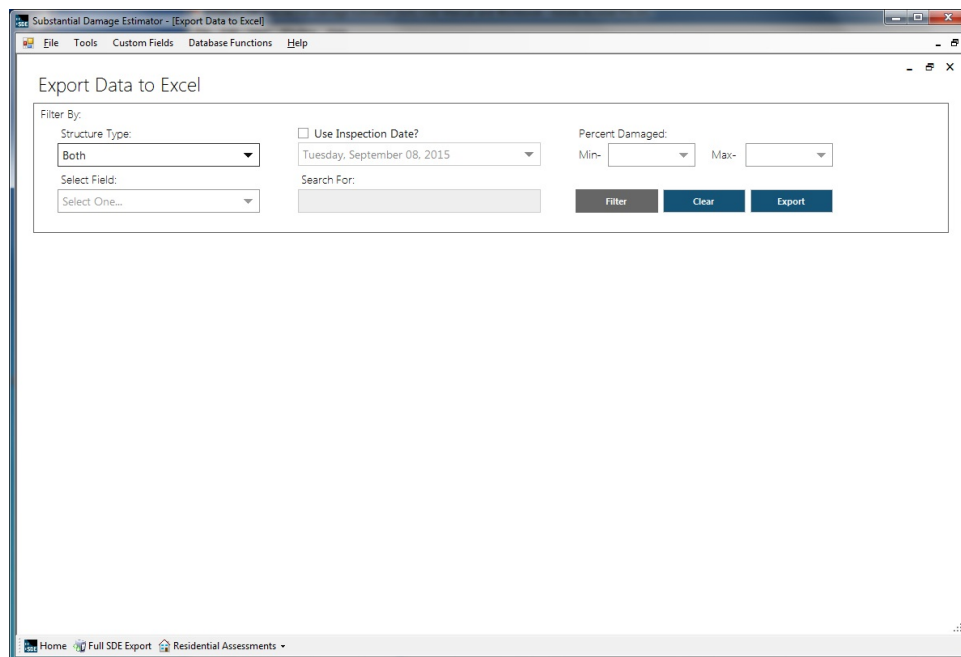 Substantial Damage Estimator - [Export Data to Excel]
File Tools Custom Fields Database Functions Help
Export Data to Excel
Filter By:
Structure Type: Use Inspection Date? Percent Damaged:
Both Tuesday, September 08, 2015 Min- Max-
Select Field: Search For:
Select One... Filter Clear Export
Home Full SDE Export Residential Assessments